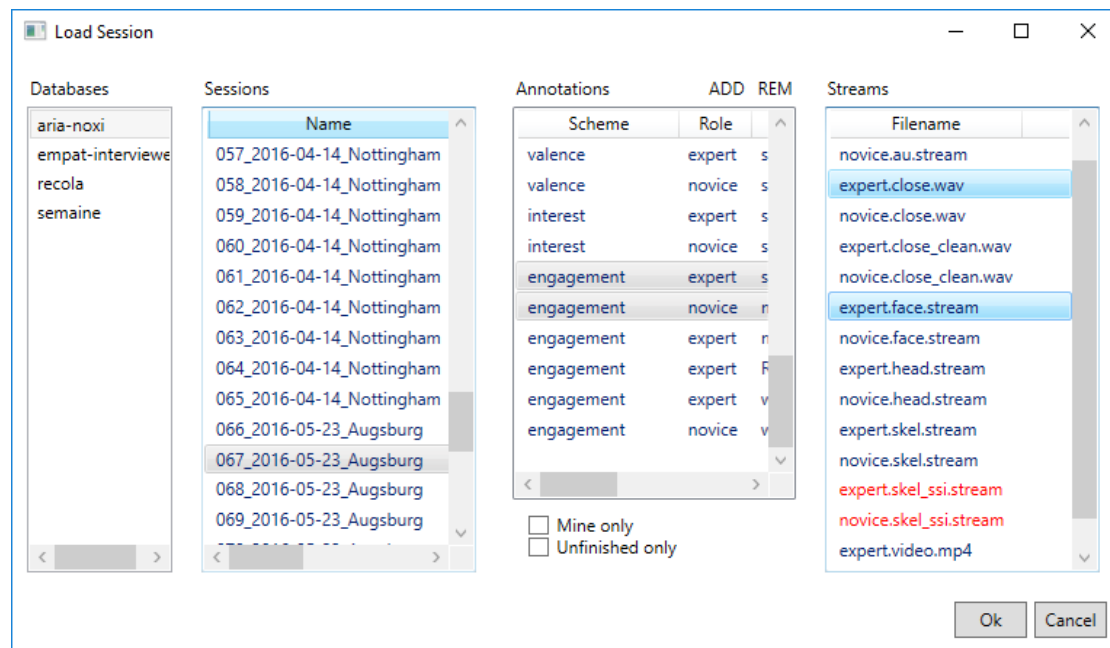 Load Session
Databases
aria-noxi
empat-interviewe
recola
semaine
Sessions
Name
057_2016-04-14_Nottingham
058_2016-04-14_Nottingham
059_2016-04-14_Nottingham
060_2016-04-14_Nottingham
061_2016-04-14_Nottingham
062_2016-04-14_Nottingham
063_2016-04-14_Nottingham
064_2016-04-14_Nottingham
065_2016-04-14_Nottingham
066_2016-05-23_Augsburg
067_2016-05-23_Augsburg
068_2016-05-23_Augsburg
069_2016-05-23_Augsburg
Annotations ADD REM
Scheme Role
valence expert s
valence novice s
interest expert s
interest novice s
engagement expert s
engagement novice
engagement expert
engagement expert
engagement expert
engagement novice
Mine only
Unfinished only
Streams
Filename
novice.au.stream
expert.close.wav
novice.close.wav
expert.close_clean.wav
novice.close_clean.wav
expert.face.stream
novice.face.stream
expert.head.stream
novice.head.stream
expert.skel.stream
novice.skel.stream
expert.skel_ssi.stream
novice.skel_ssi.stream
expert.video.mp4
Ok Cancel